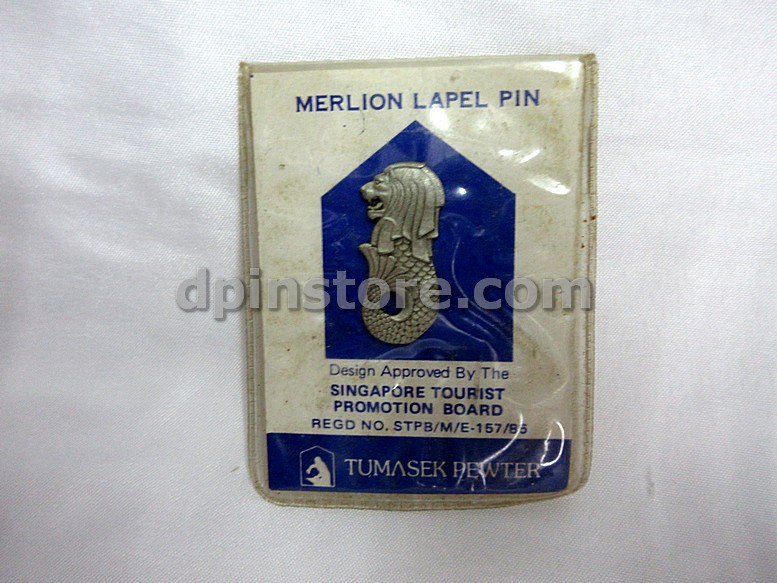 MERLION LAPEL PIN
dpinstore.com
Design Approved By The
SINGAPORE TOURIST
PROMOTION BOARD
REGD NO. STPB/M/E-157/86
TUMASEK PEWTER